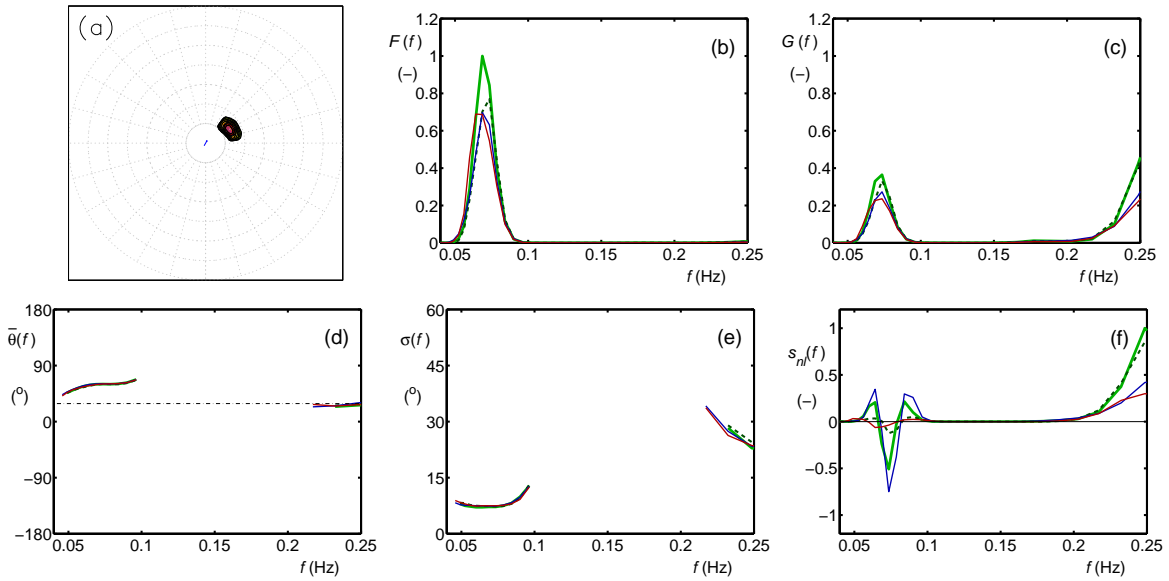 (a)
1.2
1
0.8
0.6
0.4
0.2
0
F(f)
(−)
(b)
0.05 0.1 0.15 0.2 0.25
f (Hz)
1.2
1
0.8
0.6
0.4
0.2
0
G(f)
(−)
(c)
0.05 0.1 0.15 0.2 0.25
f (Hz)
180
90
0
−90
−180
θ̅(f)
(o)
(d)
0.05 0.1 0.15 0.2 0.25
f (Hz)
60
45
30
15
0
σ(f)
(o)
(e)
0.05 0.1 0.15 0.2 0.25
f (Hz)
1
0.5
0
−0.5
−1
snl(f)
(−)
(f)
0.05 0.1 0.15 0.2 0.25
f (Hz)